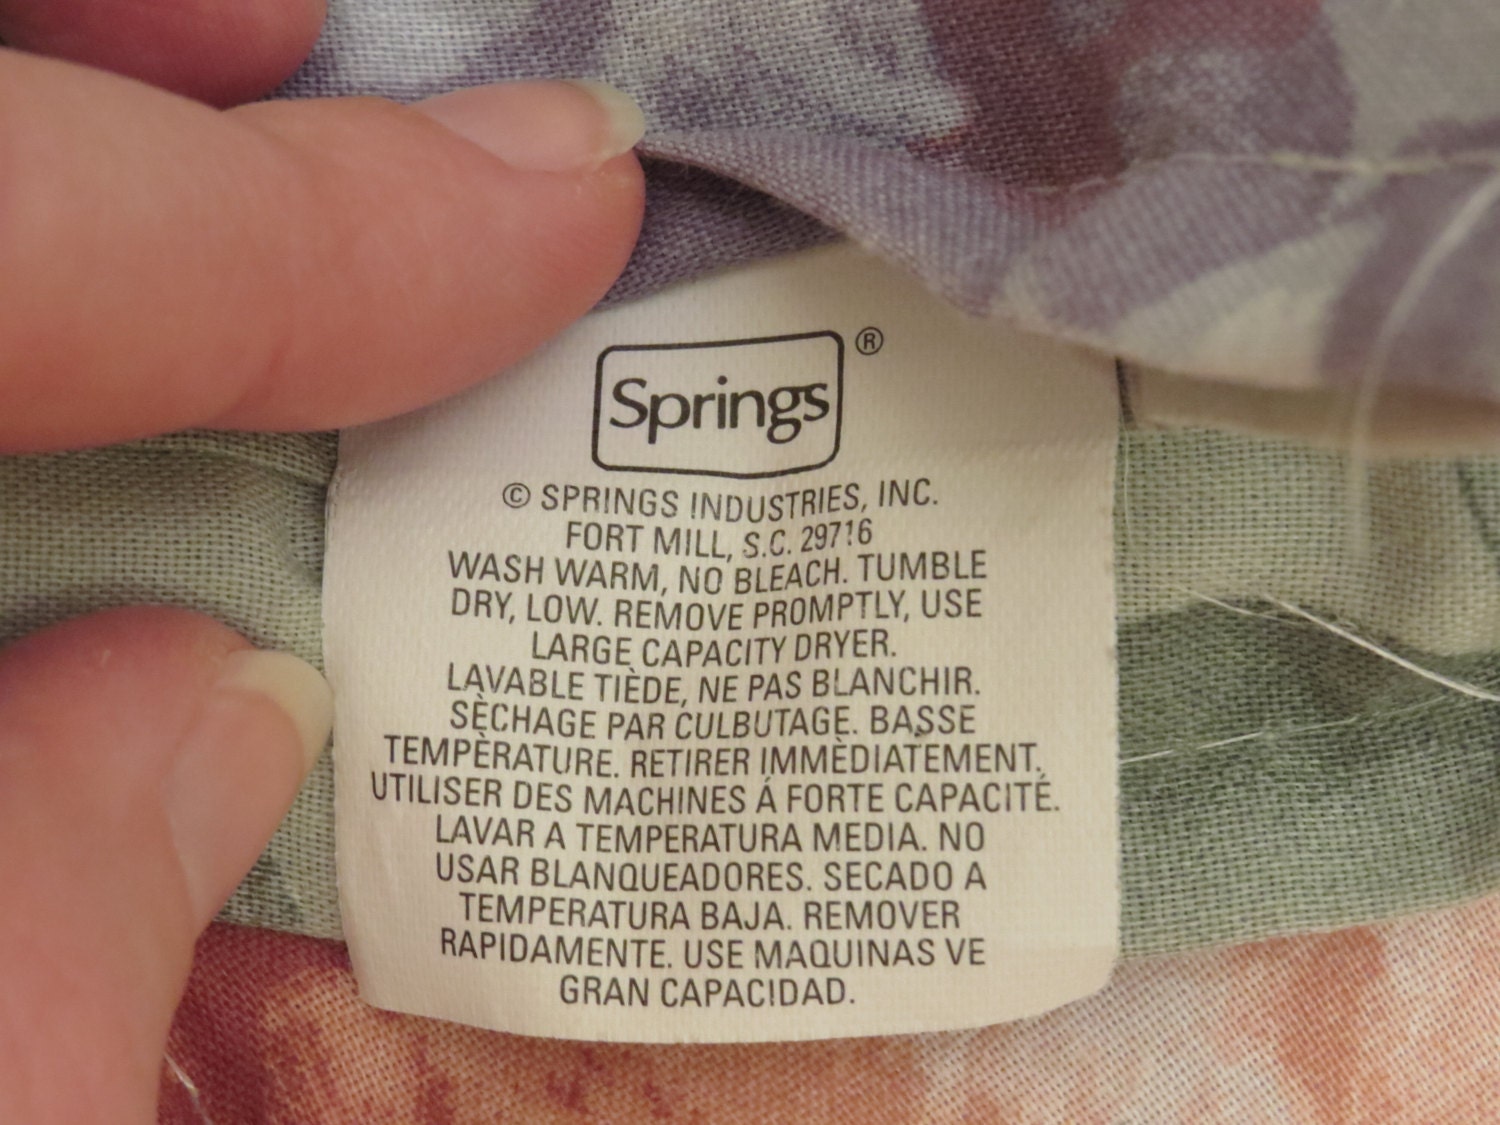 Springs ®
© SPRINGS INDUSTRIES, INC.
FORT MILL, S.C. 29716
WASH WARM, NO BLEACH. TUMBLE
DRY, LOW. REMOVE PROMPTLY, USE
LARGE CAPACITY DRYER.
LAVABLE TIÈDE, NE PAS BLANCHIR.
SÈCHAGE PAR CULBUTAGE. BASSE
TEMPÈRATURE. RETIRER IMMÈDIATEMENT.
UTILISER DES MACHINES Á FORTE CAPACITÉ.
LAVAR A TEMPERATURA MEDIA. NO
USAR BLANQUEADORES. SECADO A
TEMPERATURA BAJA. REMOVER
RAPIDAMENTE. USE MAQUINAS VE
GRAN CAPACIDAD.